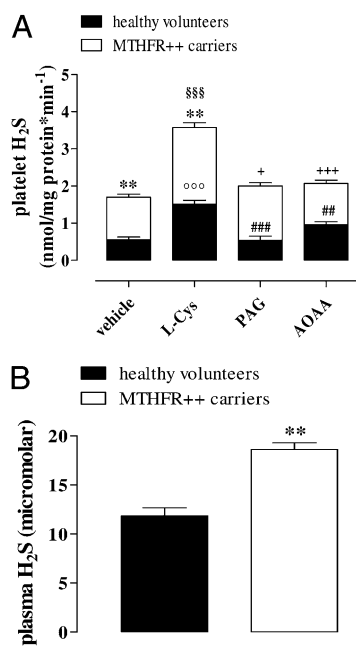 A
healthy volunteers
MTHFR++ carriers
platelet H₂S
(nmol/mg protein*min⁻¹)
5
4
3
2
1
0
**
§§§
**
°°°
+
###
+++
##
vehicle
L-Cys
PAG
AOAA
B
healthy volunteers
MTHFR++ carriers
plasma H₂S (micromolar)
20
15
10
5
0
**